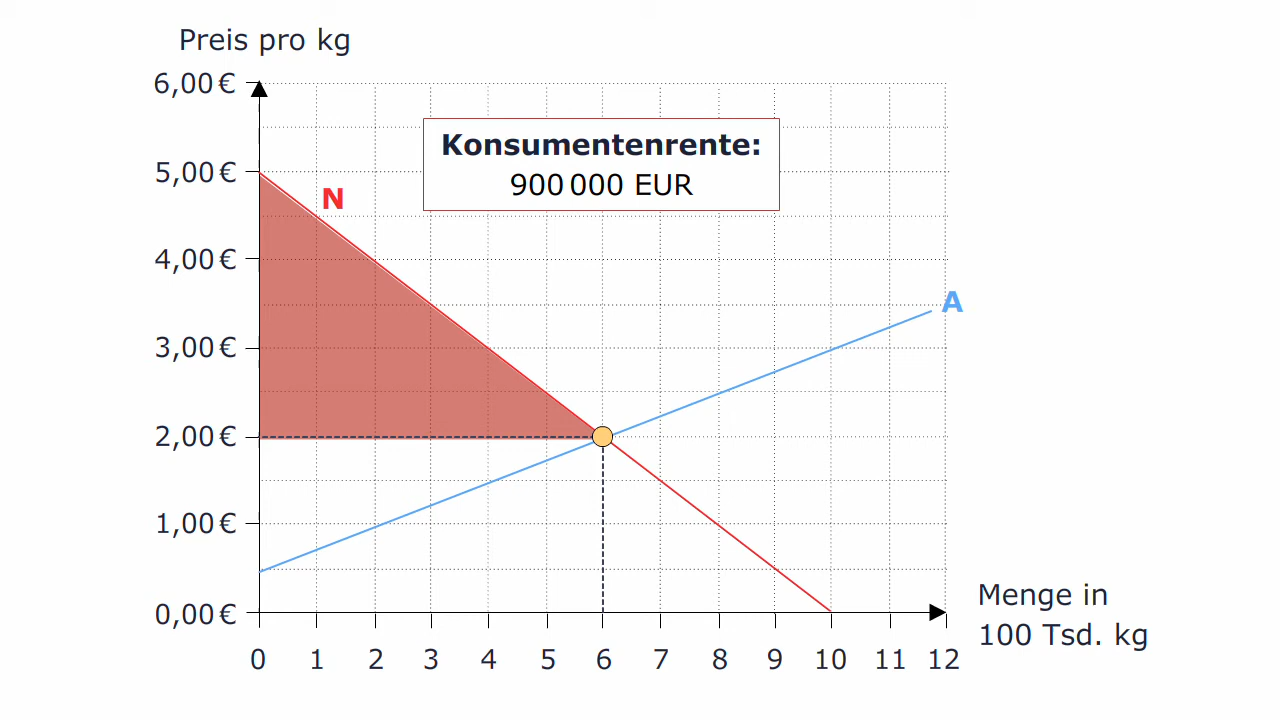 Preis pro kg
6,00 €
Konsumentenrente:
900 000 EUR
5,00 €
N
4,00 €
A
3,00 €
2,00 €
1,00 €
0,00 €
Menge in
100 Tsd. kg
0 1 2 3 4 5 6 7 8 9 10 11 12